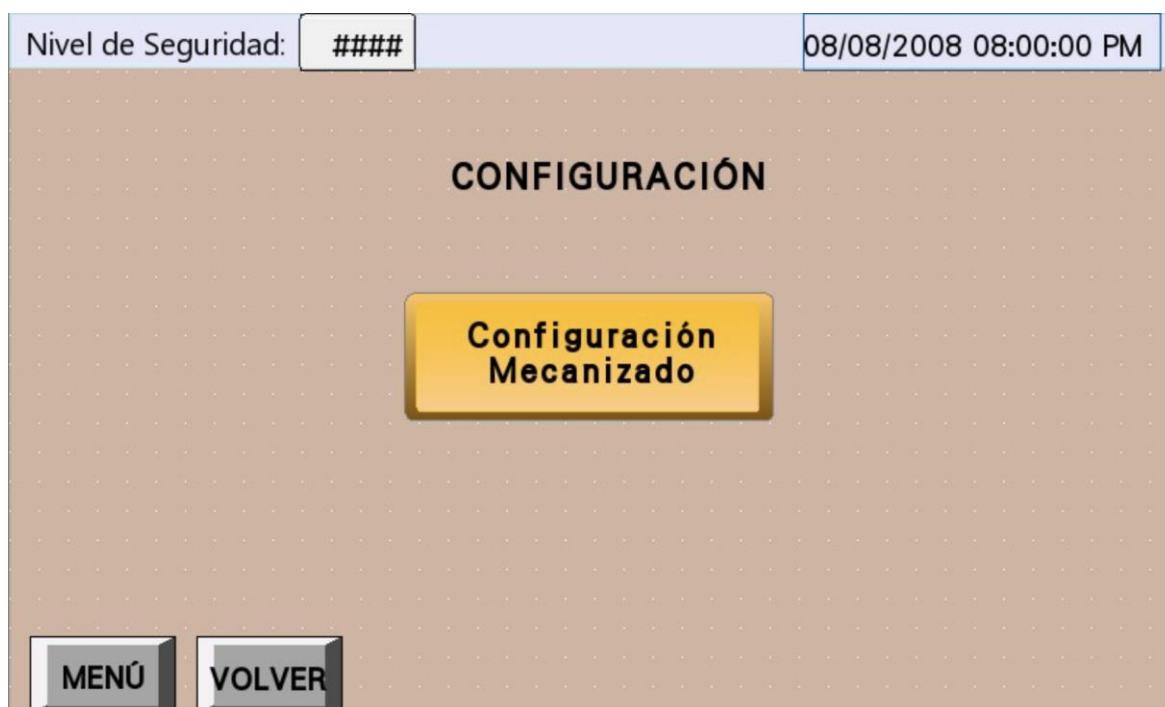 Nivel de Seguridad: #### 08/08/2008 08:00:00 PM
CONFIGURACIÓN
Configuración
Mecanizado
MENÚ VOLVER